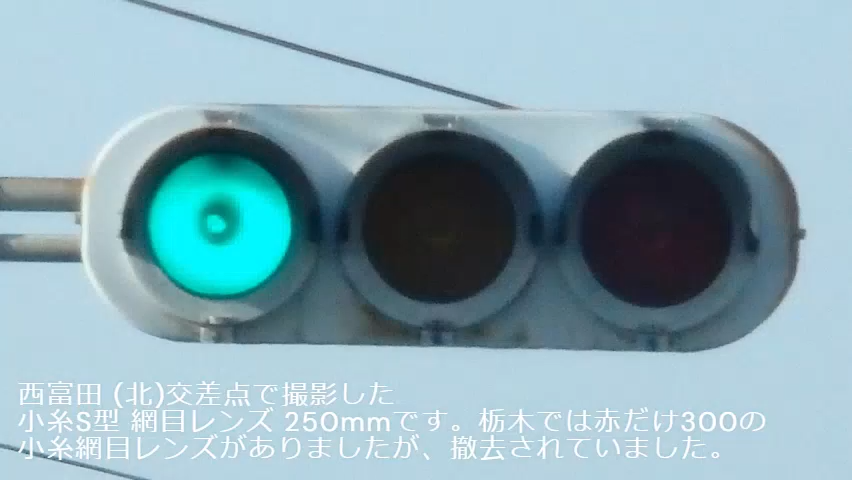 西富田 (北)交差点で撮影した
小糸S型 網目レンズ 250mmです。栃木では赤だけ300の
小糸網目レンズがありましたが、撤去されていました。